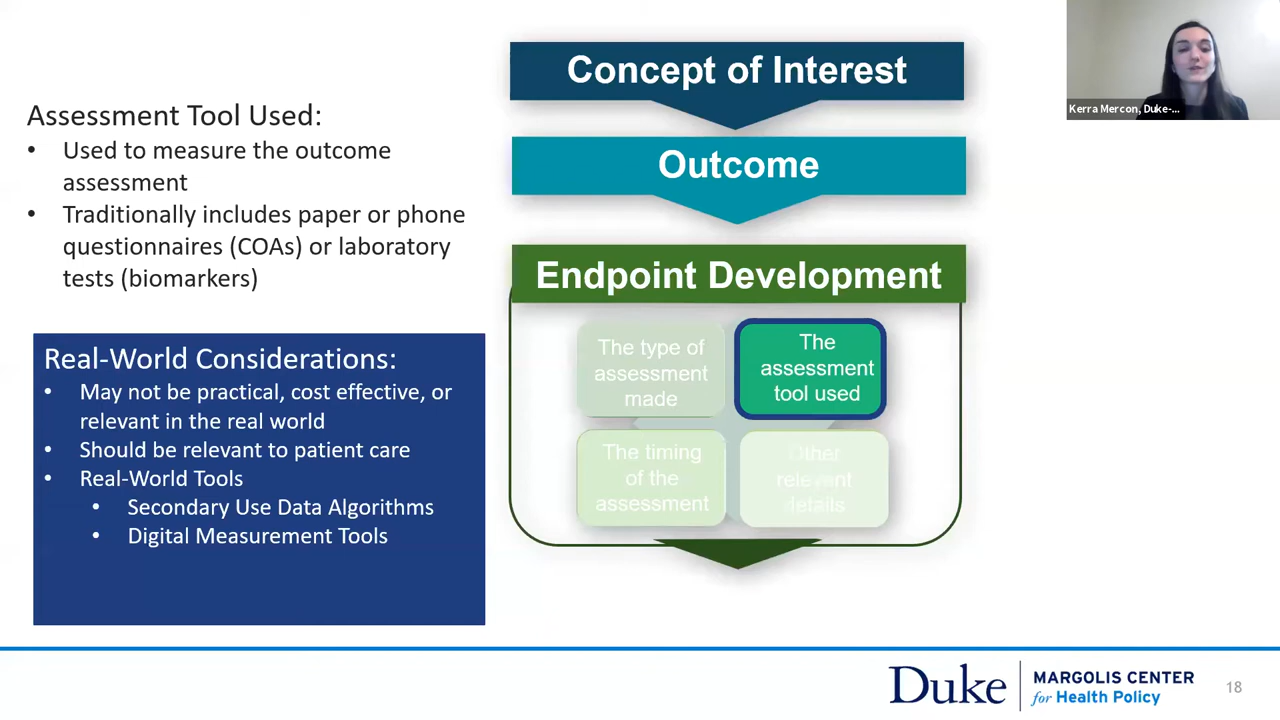 Concept of Interest
Kerra Mercon, Duke-...
Assessment Tool Used:
• Used to measure the outcome
assessment
• Traditionally includes paper or phone
questionnaires (COAs) or laboratory
tests (biomarkers)
Outcome
Endpoint Development
The type of
assessment
made
The
assessment
tool used
The timing
of the
assessment
Other
relevant
details
Real-World Considerations:
• May not be practical, cost effective, or
relevant in the real world
• Should be relevant to patient care
• Real-World Tools
• Secondary Use Data Algorithms
• Digital Measurement Tools
Duke
MARGOLIS CENTER
for Health Policy
18